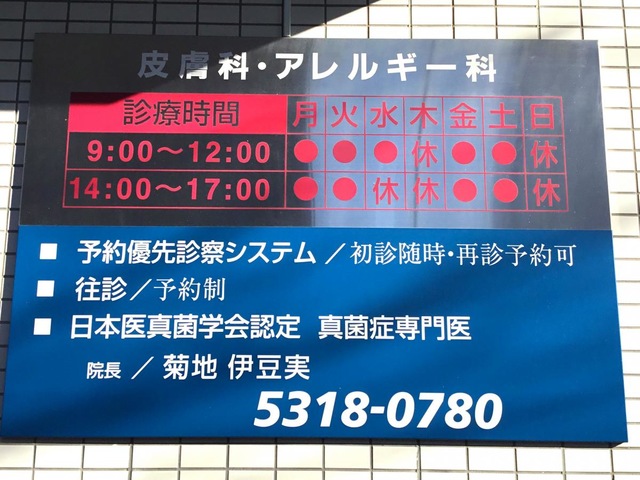 皮膚科・アレルギー科
診療時間 月 火 水 木 金 土 日
9:00～12:00 ● ● ● 休 ● ● 休
14:00～17:00 ● ● 休 休 ● ● 休
■ 予約優先診察システム／初診随時・再診予約可
■ 往診／予約制
■ 日本医真菌学会認定 真菌症専門医
院長 ／ 菊地 伊豆実
5318-0780